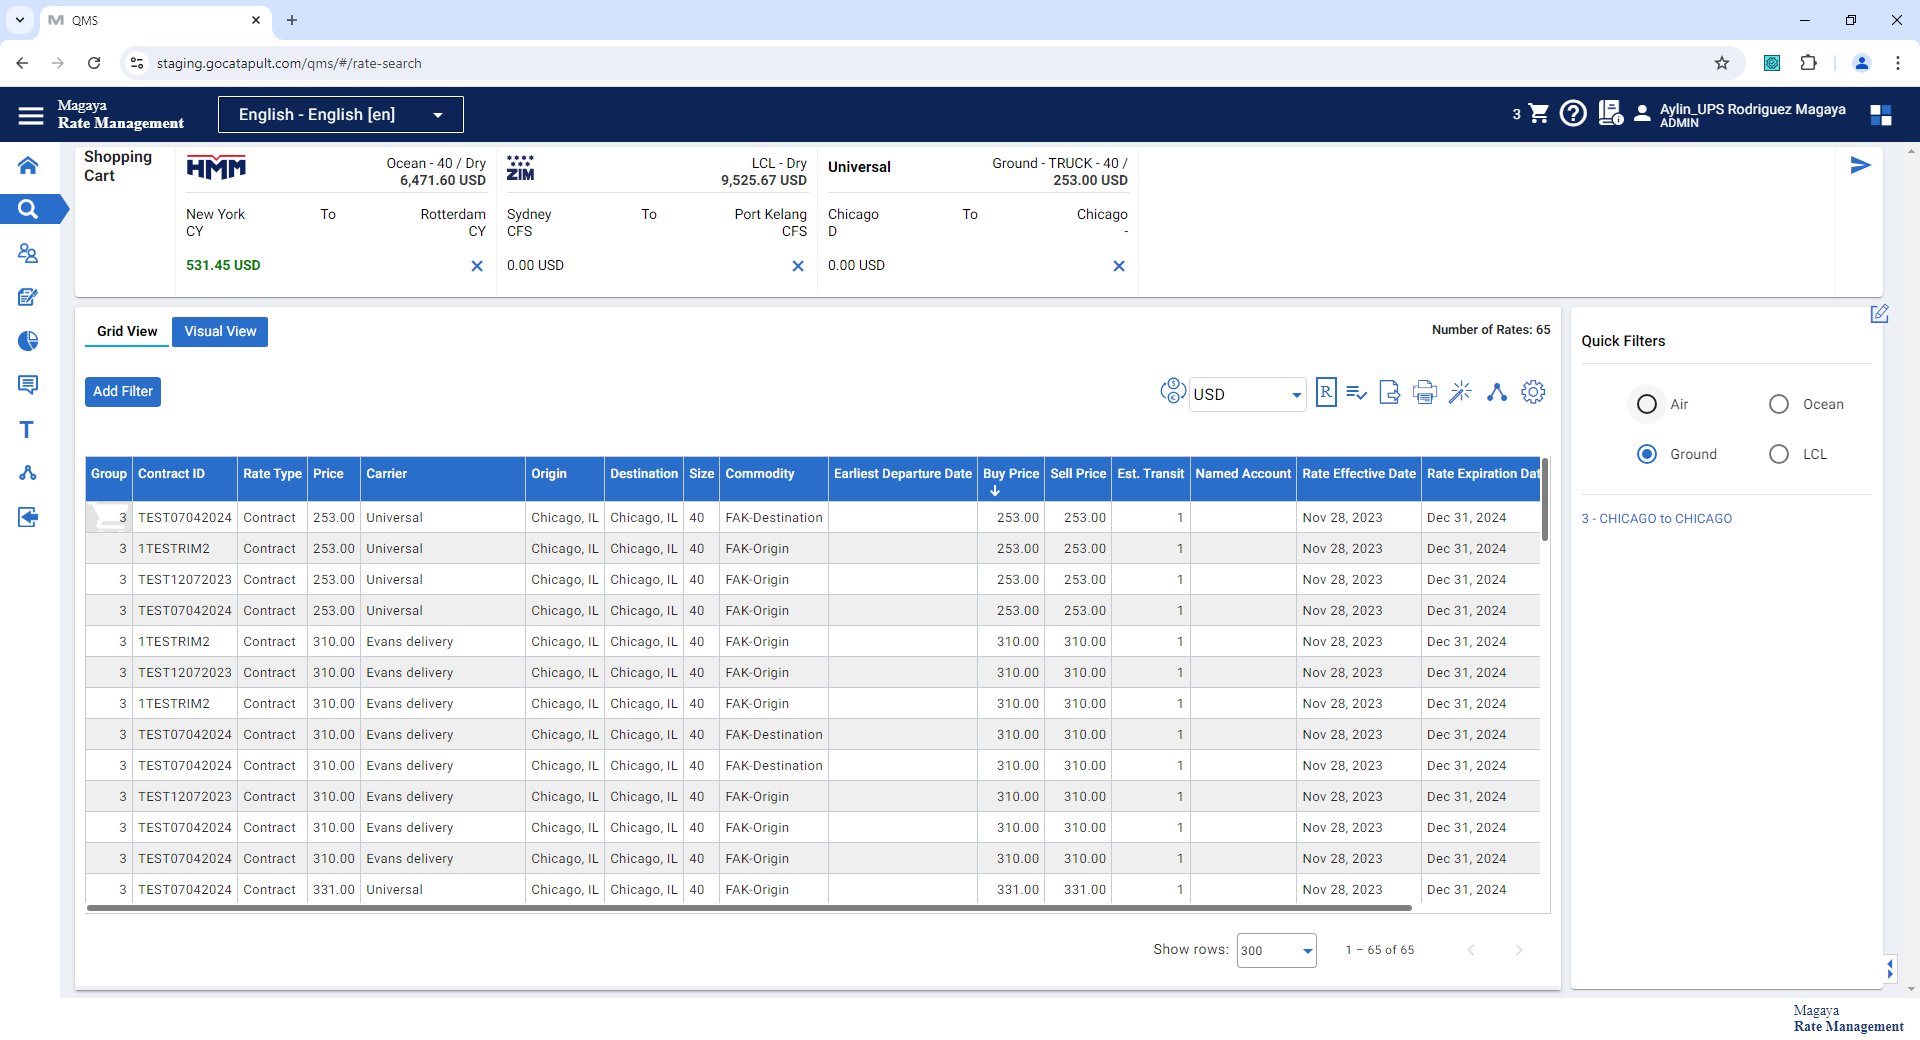 QMS
staging.gocatapult.com/qms/#/rate-search
Magaya
Rate Management
English - English [en]
3
Aylin_UPS Rodriguez Magaya
ADMIN
Shopping
Cart
HMM
Ocean - 40 / Dry
6,471.60 USD
New York To Rotterdam
CY CY
531.45 USD
ZIM
LCL - Dry
9,525.67 USD
Sydney To Port Kelang
CFS CFS
0.00 USD
Universal
Ground - TRUCK - 40 /
253.00 USD
Chicago To Chicago
D -
0.00 USD
Grid View
Visual View
Number of Rates: 65
Add Filter
USD
R
Group Contract ID Rate Type Price Carrier Origin Destination Size Commodity Earliest Departure Date Buy Price Sell Price Est. Transit Named Account Rate Effective Date Rate Expiration Dat
3 TEST07042024 Contract 253.00 Universal Chicago, IL Chicago, IL 40 FAK-Destination 253.00 253.00 1 Nov 28, 2023 Dec 31, 2024
3 1TESTRIM2 Contract 253.00 Universal Chicago, IL Chicago, IL 40 FAK-Origin 253.00 253.00 1 Nov 28, 2023 Dec 31, 2024
3 TEST12072023 Contract 253.00 Universal Chicago, IL Chicago, IL 40 FAK-Origin 253.00 253.00 1 Nov 28, 2023 Dec 31, 2024
3 TEST07042024 Contract 253.00 Universal Chicago, IL Chicago, IL 40 FAK-Origin 253.00 253.00 1 Nov 28, 2023 Dec 31, 2024
3 1TESTRIM2 Contract 310.00 Evans delivery Chicago, IL Chicago, IL 40 FAK-Origin 310.00 310.00 1 Nov 28, 2023 Dec 31, 2024
3 TEST12072023 Contract 310.00 Evans delivery Chicago, IL Chicago, IL 40 FAK-Origin 310.00 310.00 1 Nov 28, 2023 Dec 31, 2024
3 1TESTRIM2 Contract 310.00 Evans delivery Chicago, IL Chicago, IL 40 FAK-Origin 310.00 310.00 1 Nov 28, 2023 Dec 31, 2024
3 TEST07042024 Contract 310.00 Evans delivery Chicago, IL Chicago, IL 40 FAK-Destination 310.00 310.00 1 Nov 28, 2023 Dec 31, 2024
3 TEST07042024 Contract 310.00 Evans delivery Chicago, IL Chicago, IL 40 FAK-Destination 310.00 310.00 1 Nov 28, 2023 Dec 31, 2024
3 TEST12072023 Contract 310.00 Evans delivery Chicago, IL Chicago, IL 40 FAK-Origin 310.00 310.00 1 Nov 28, 2023 Dec 31, 2024
3 TEST07042024 Contract 310.00 Evans delivery Chicago, IL Chicago, IL 40 FAK-Origin 310.00 310.00 1 Nov 28, 2023 Dec 31, 2024
3 TEST07042024 Contract 310.00 Evans delivery Chicago, IL Chicago, IL 40 FAK-Origin 310.00 310.00 1 Nov 28, 2023 Dec 31, 2024
3 TEST07042024 Contract 331.00 Universal Chicago, IL Chicago, IL 40 FAK-Origin 331.00 331.00 1 Nov 28, 2023 Dec 31, 2024
Show rows: 300 1 – 65 of 65
Quick Filters
Air Ocean
Ground LCL
3 - CHICAGO to CHICAGO
Magaya
Rate Management